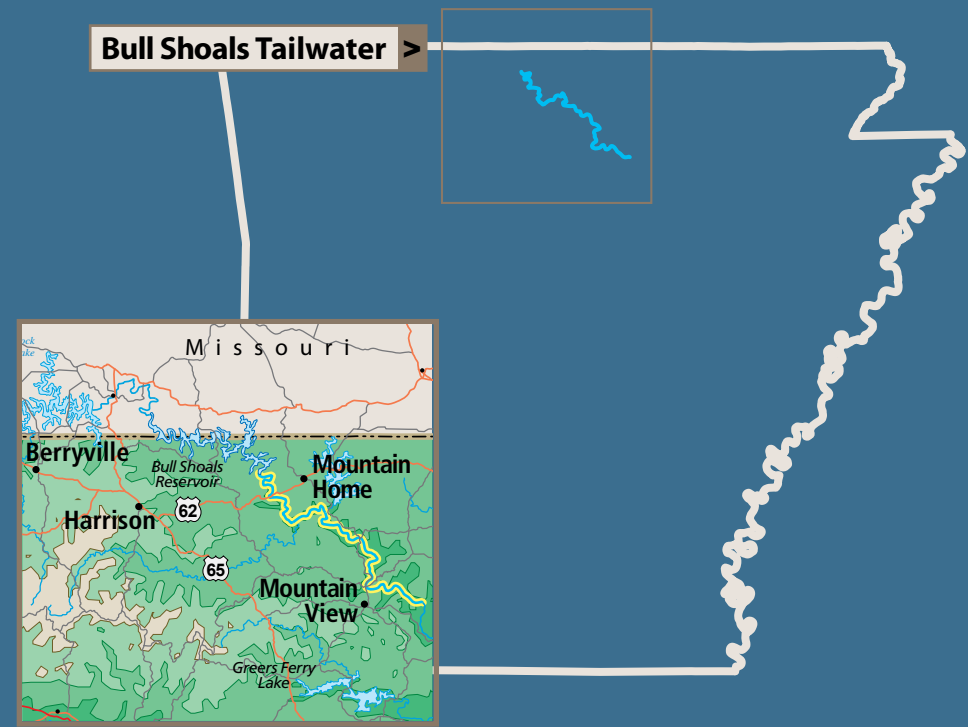 Bull Shoals Tailwater >
Missouri
Berryville
Bull Shoals
Reservoir
Mountain
Home
Harrison
62
65
Mountain
View
Greers Ferry
Lake